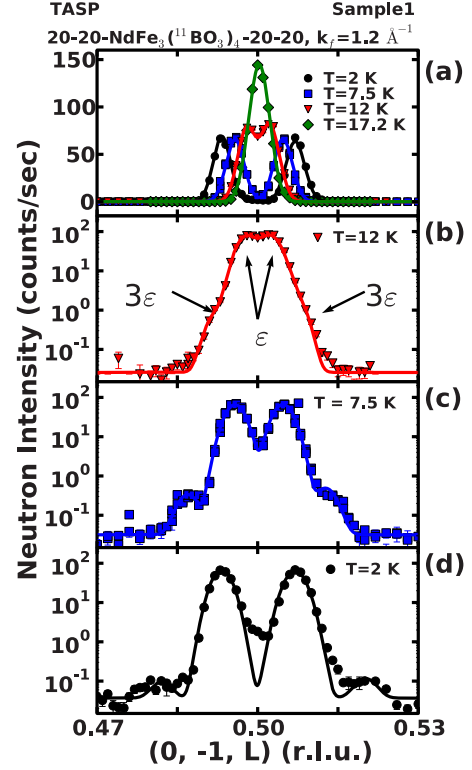 TASP Sample1
20-20-NdFe₃(¹¹BO₃)₄-20-20, k_f=1.2 Å⁻¹
150
100
50
0
(a)
T=2 K
T=7.5 K
T=12 K
T=17.2 K
10²
10¹
10⁰
10⁻¹
(b)
T=12 K
3ε
ε
3ε
10²
10¹
10⁰
10⁻¹
(c)
T = 7.5 K
10²
10¹
10⁰
10⁻¹
(d)
T=2 K
Neutron Intensity (counts/sec)
0.47 0.50 0.53
(0, -1, L) (r.l.u.)